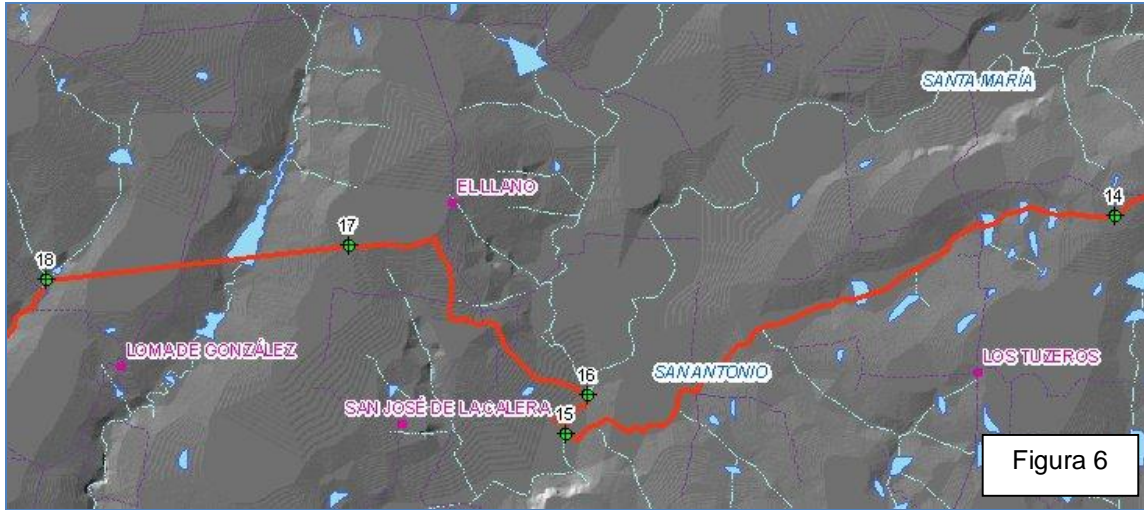 SANTA MARÍA
EL LLANO
14
17
18
LOMA DE GONZÁLEZ
SAN ANTONIO
LOS TUZEROS
16
SAN JOSÉ DE LA CALERA
15
Figura 6